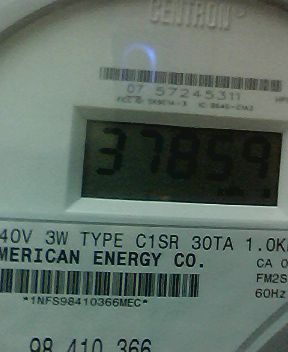 CENTRON
07 57245311
37859
40V 3W TYPE C1SR 30TA 1.0K
MERICAN ENERGY CO.
CA 0
FM2S
60Hz
*1NFS98410366MEC*
98 410 366